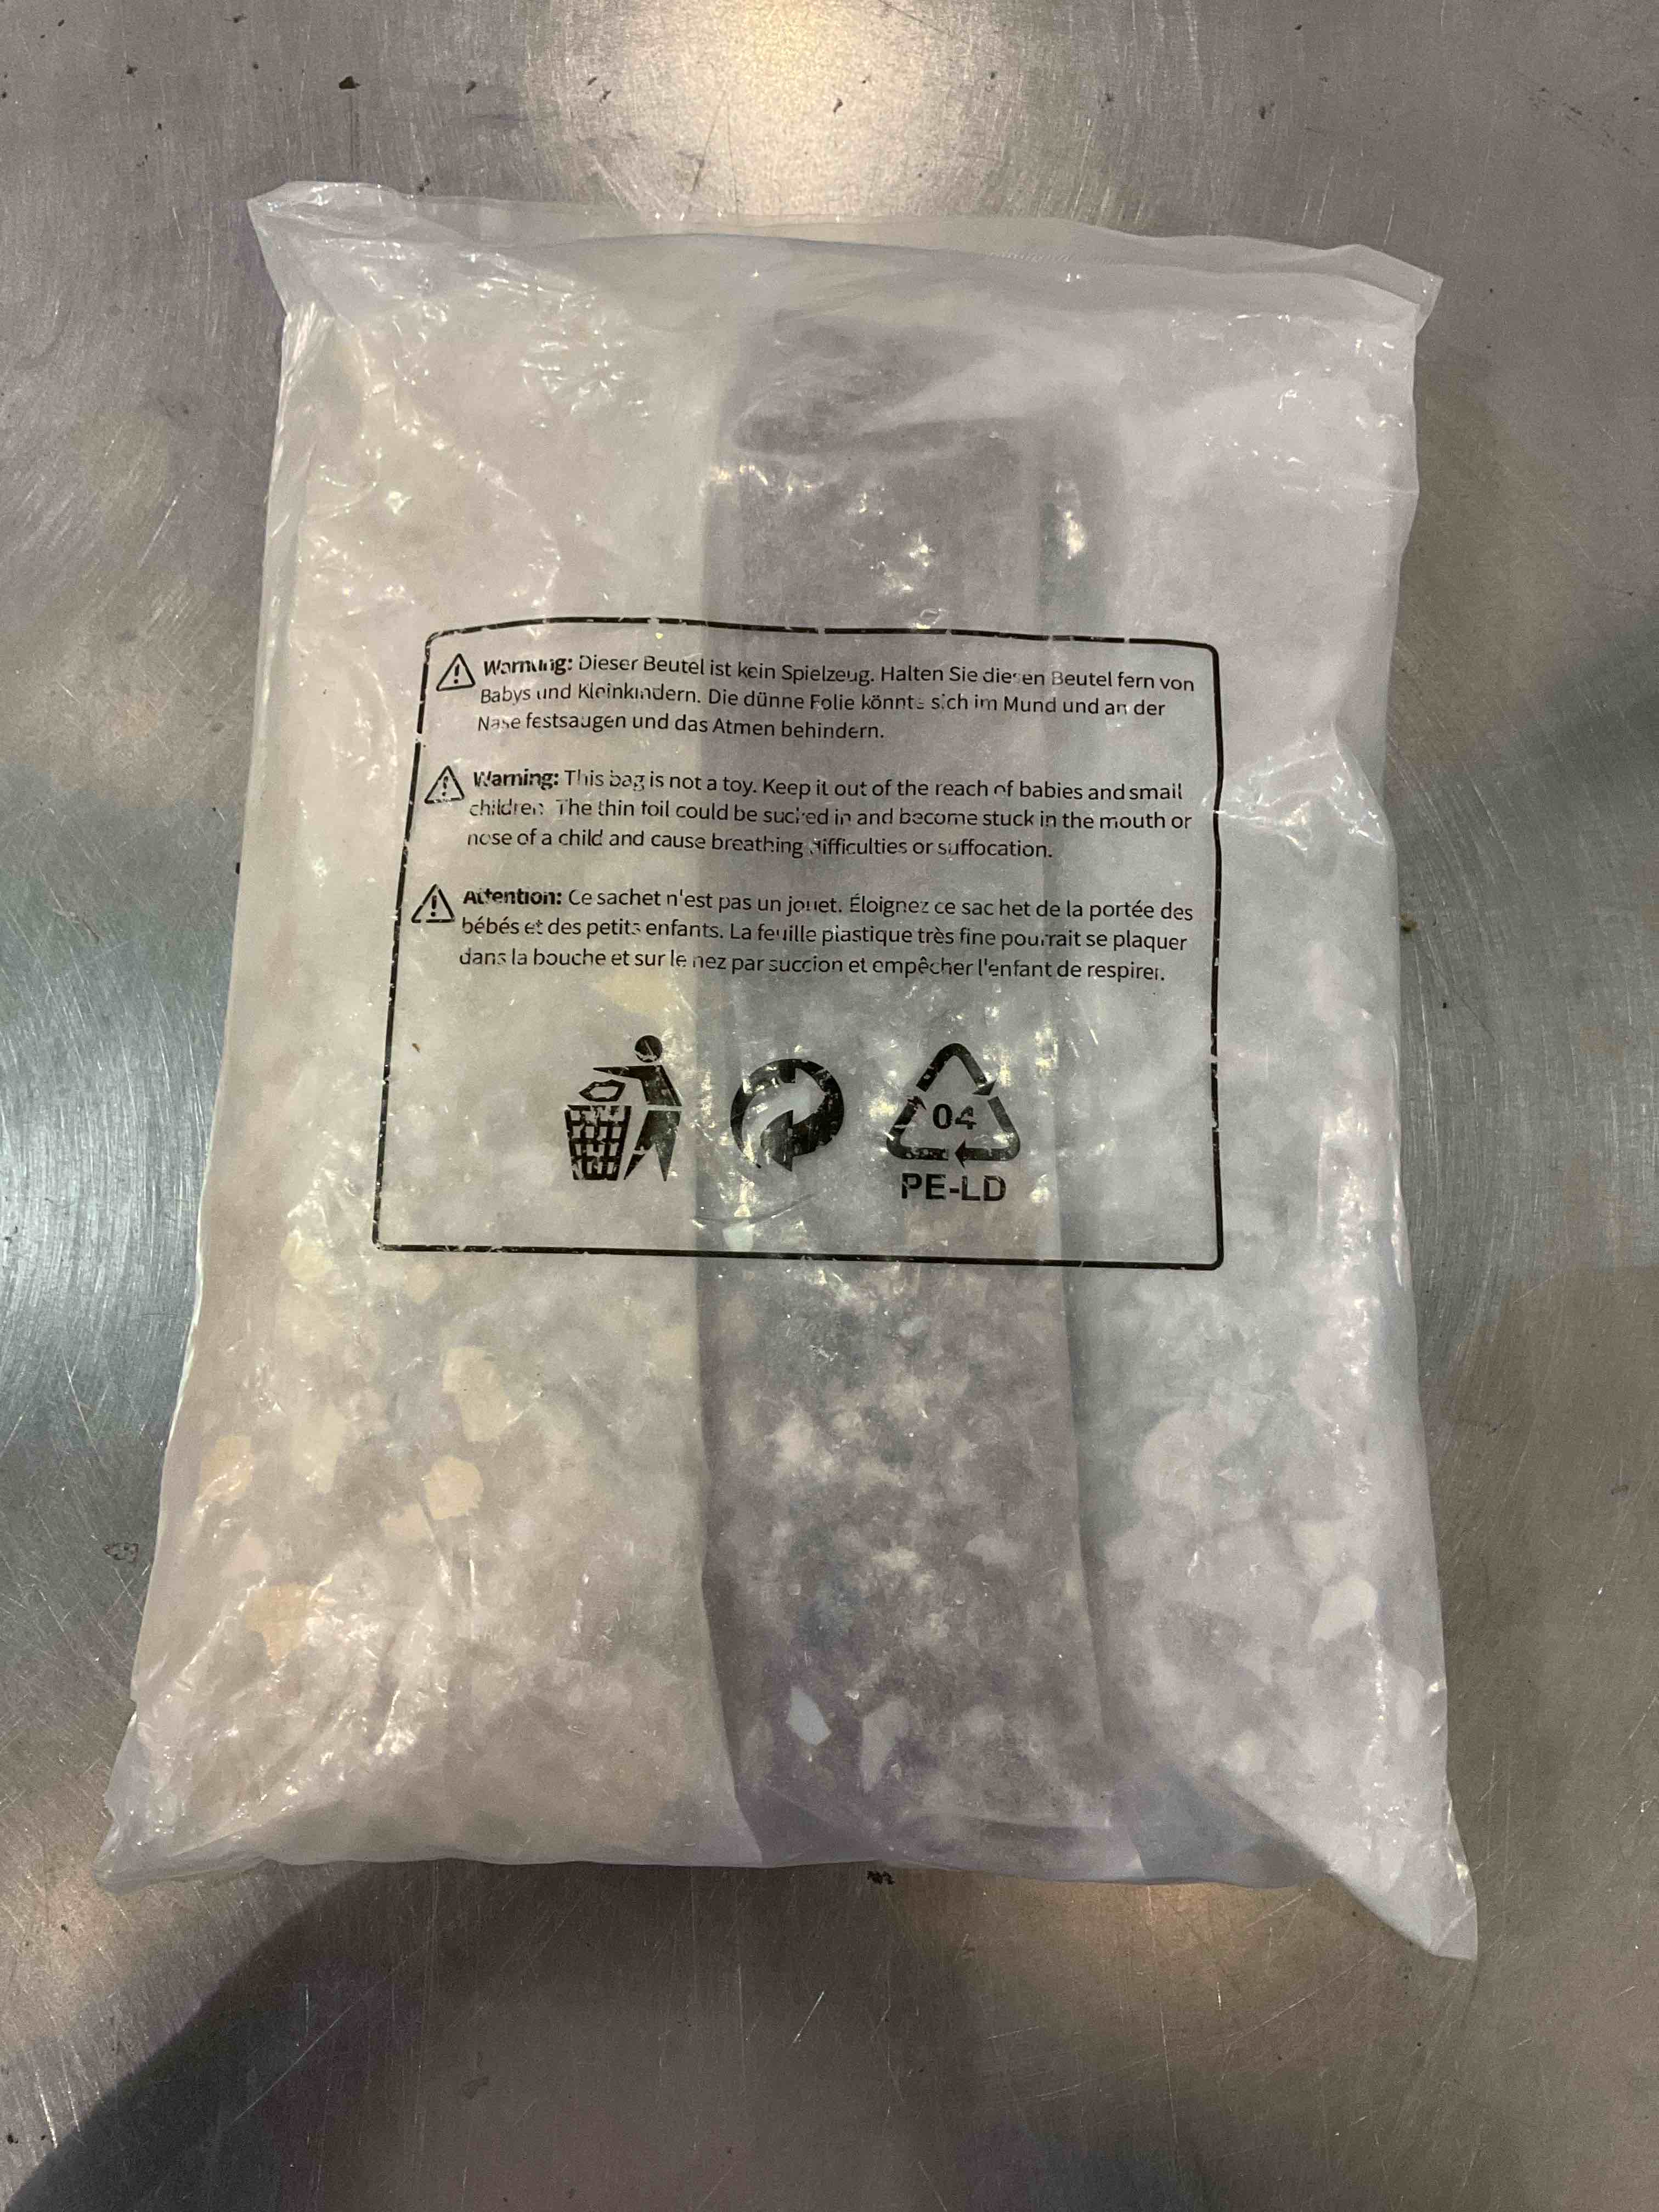 Warnung: Dieser Beutel ist kein Spielzeug. Halten Sie diesen Beutel fern von
Babys und Kleinkindern. Die dünne Folie könnte sich im Mund und an der
Nase festsaugen und das Atmen behindern.
Warning: This bag is not a toy. Keep it out of the reach of babies and small
children. The thin foil could be sucked in and become stuck in the mouth or
nose of a child and cause breathing difficulties or suffocation.
Attention: Ce sachet n'est pas un jouet. Éloignez ce sac het de la portée des
bébés et des petits enfants. La feuille plastique très fine pourrait se plaquer
dans la bouche et sur le nez par succion et empêcher l'enfant de respirer.
04
PE-LD